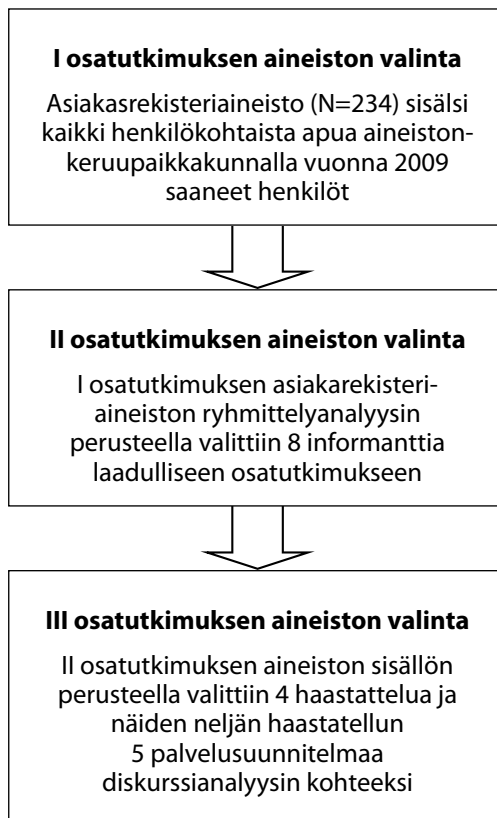 I osatutkimuksen aineiston valinta
Asiakasrekisteriaineisto (N=234) sisälsi
kaikki henkilökohtaista apua aineiston-
keruupaikkakunnalla vuonna 2009
saaneet henkilöt
II osatutkimuksen aineiston valinta
I osatutkimuksen asiakarekisteri-
aineiston ryhmittelyanalyysin
perusteella valittiin 8 informanttia
laadulliseen osatutkimukseen
III osatutkimuksen aineiston valinta
II osatutkimuksen aineiston sisällön
perusteella valittiin 4 haastattelua ja
näiden neljän haastatellun
5 palvelusuunnitelmaa
diskurssianalyysin kohteeksi